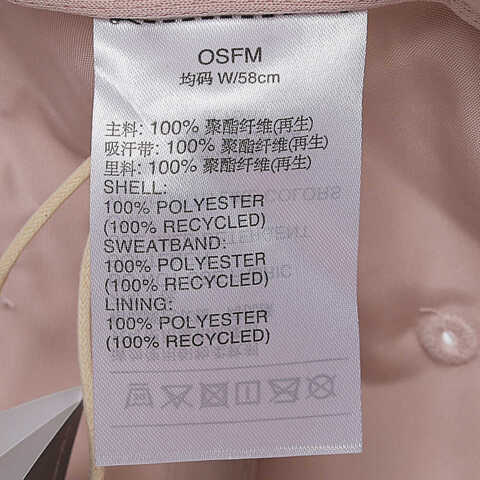 OSFM
均码 W/58cm
主料: 100% 聚酯纤维(再生)
吸汗带: 100% 聚酯纤维(再生)
里料: 100% 聚酯纤维(再生)
SHELL:
100% POLYESTER
(100% RECYCLED)
SWEATBAND:
100% POLYESTER
(100% RECYCLED)
LINING:
100% POLYESTER
(100% RECYCLED)